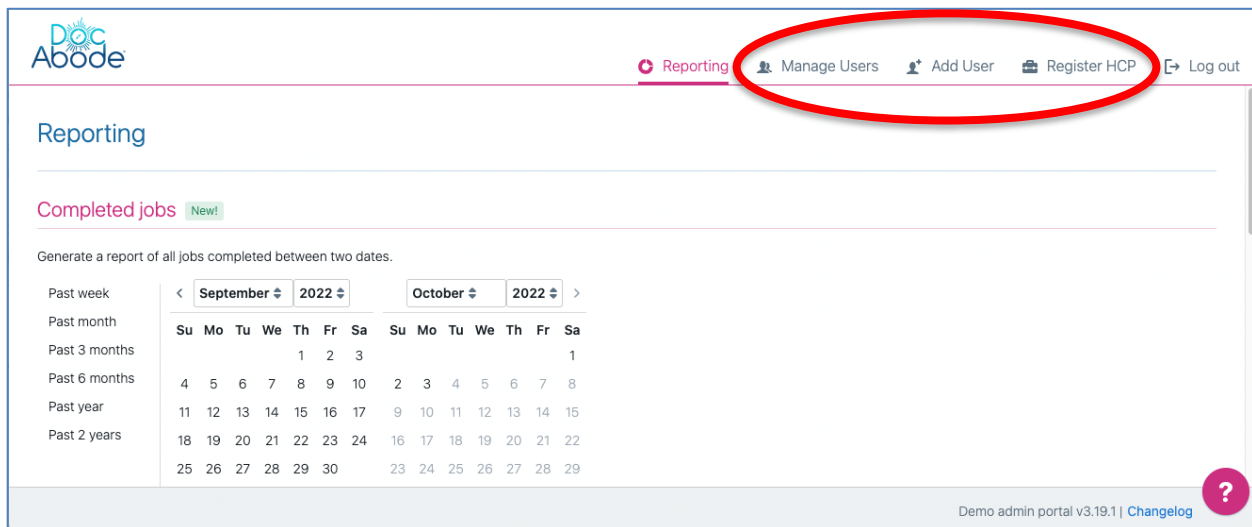 Doc
Abode
Reporting Manage Users Add User Register HCP Log out
Reporting
Completed jobs New!
Generate a report of all jobs completed between two dates.
Past week
Past month
Past 3 months
Past 6 months
Past year
Past 2 years
< September 2022
Su Mo Tu We Th Fr Sa
1 2 3
4 5 6 7 8 9 10
11 12 13 14 15 16 17
18 19 20 21 22 23 24
25 26 27 28 29 30
October 2022 >
Su Mo Tu We Th Fr Sa
1
2 3 4 5 6 7 8
9 10 11 12 13 14 15
16 17 18 19 20 21 22
23 24 25 26 27 28 29
?
Demo admin portal v3.19.1 | Changelog